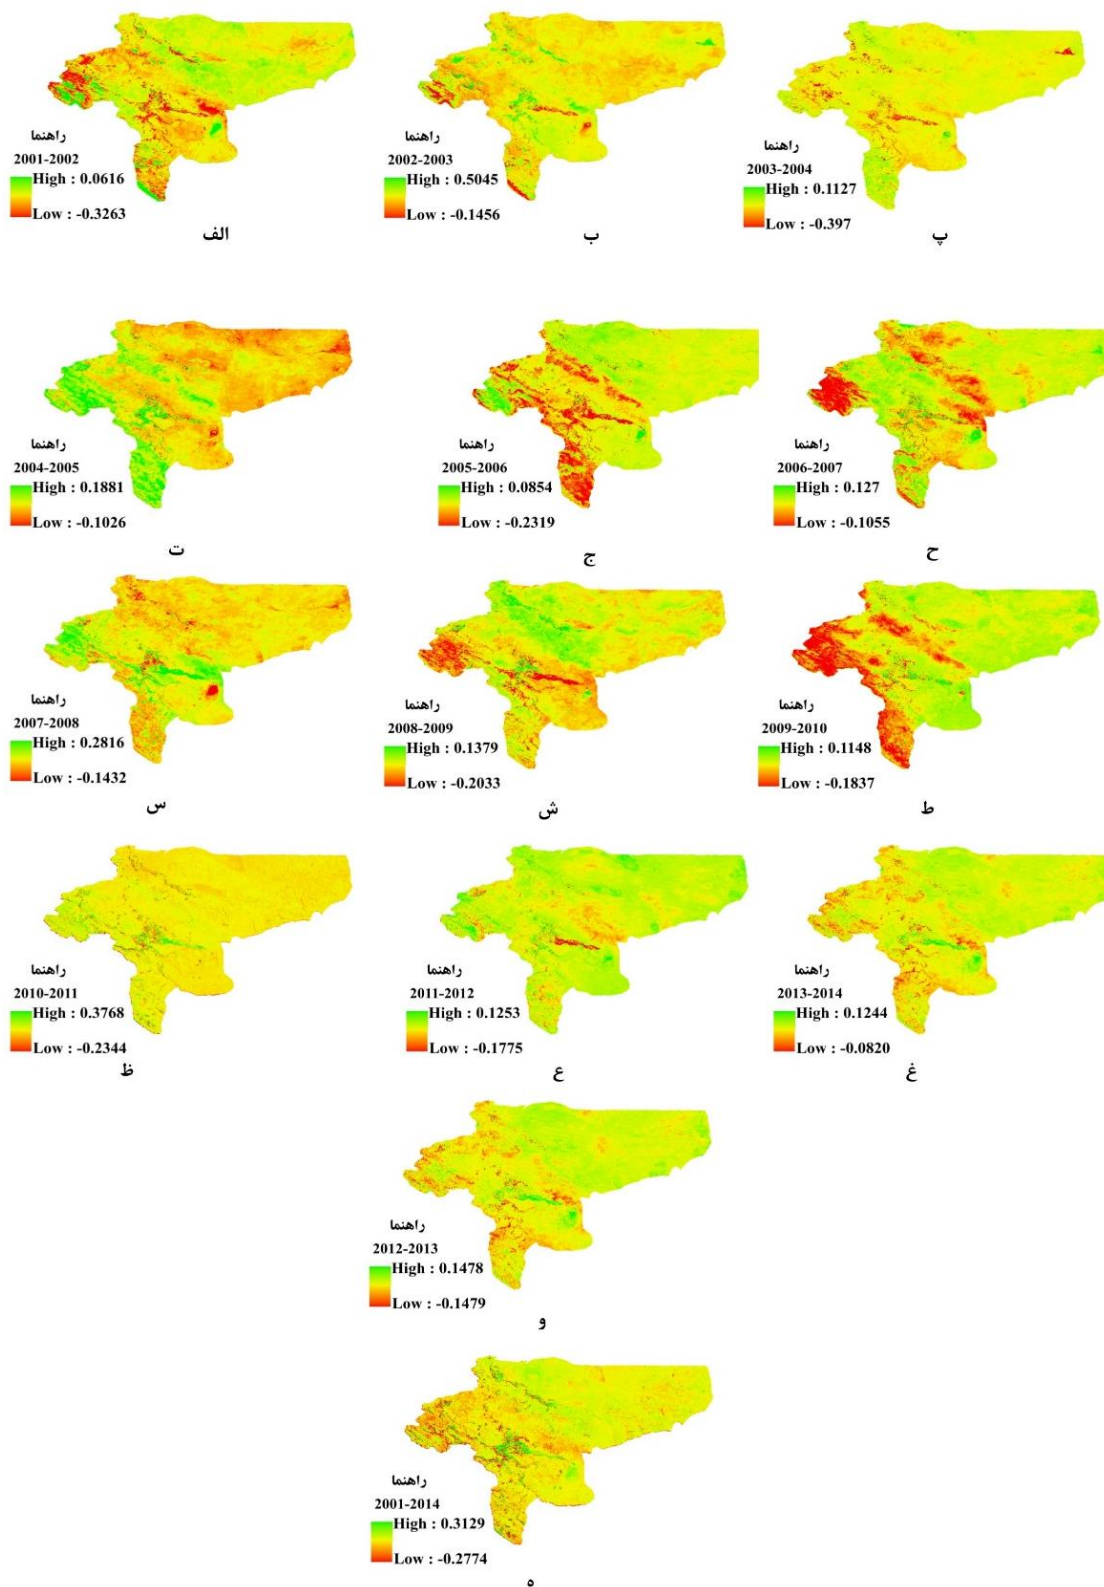 راهنما
2001-2002
High : 0.0616
Low : -0.3263
الف
راهنما
2002-2003
High : 0.5045
Low : -0.1456
ب
راهنما
2003-2004
High : 0.1127
Low : -0.397
پ
راهنما
2004-2005
High : 0.1881
Low : -0.1026
ت
راهنما
2005-2006
High : 0.0854
Low : -0.2319
ج
راهنما
2006-2007
High : 0.127
Low : -0.1055
ح
راهنما
2007-2008
High : 0.2816
Low : -0.1432
س
راهنما
2008-2009
High : 0.1379
Low : -0.2033
ش
راهنما
2009-2010
High : 0.1148
Low : -0.1837
ط
راهنما
2010-2011
High : 0.3768
Low : -0.2344
ظ
راهنما
2011-2012
High : 0.1253
Low : -0.1775
ع
راهنما
2013-2014
High : 0.1244
Low : -0.0820
غ
راهنما
2012-2013
High : 0.1478
Low : -0.1479
و
راهنما
2001-2014
High : 0.3129
Low : -0.2774
ه